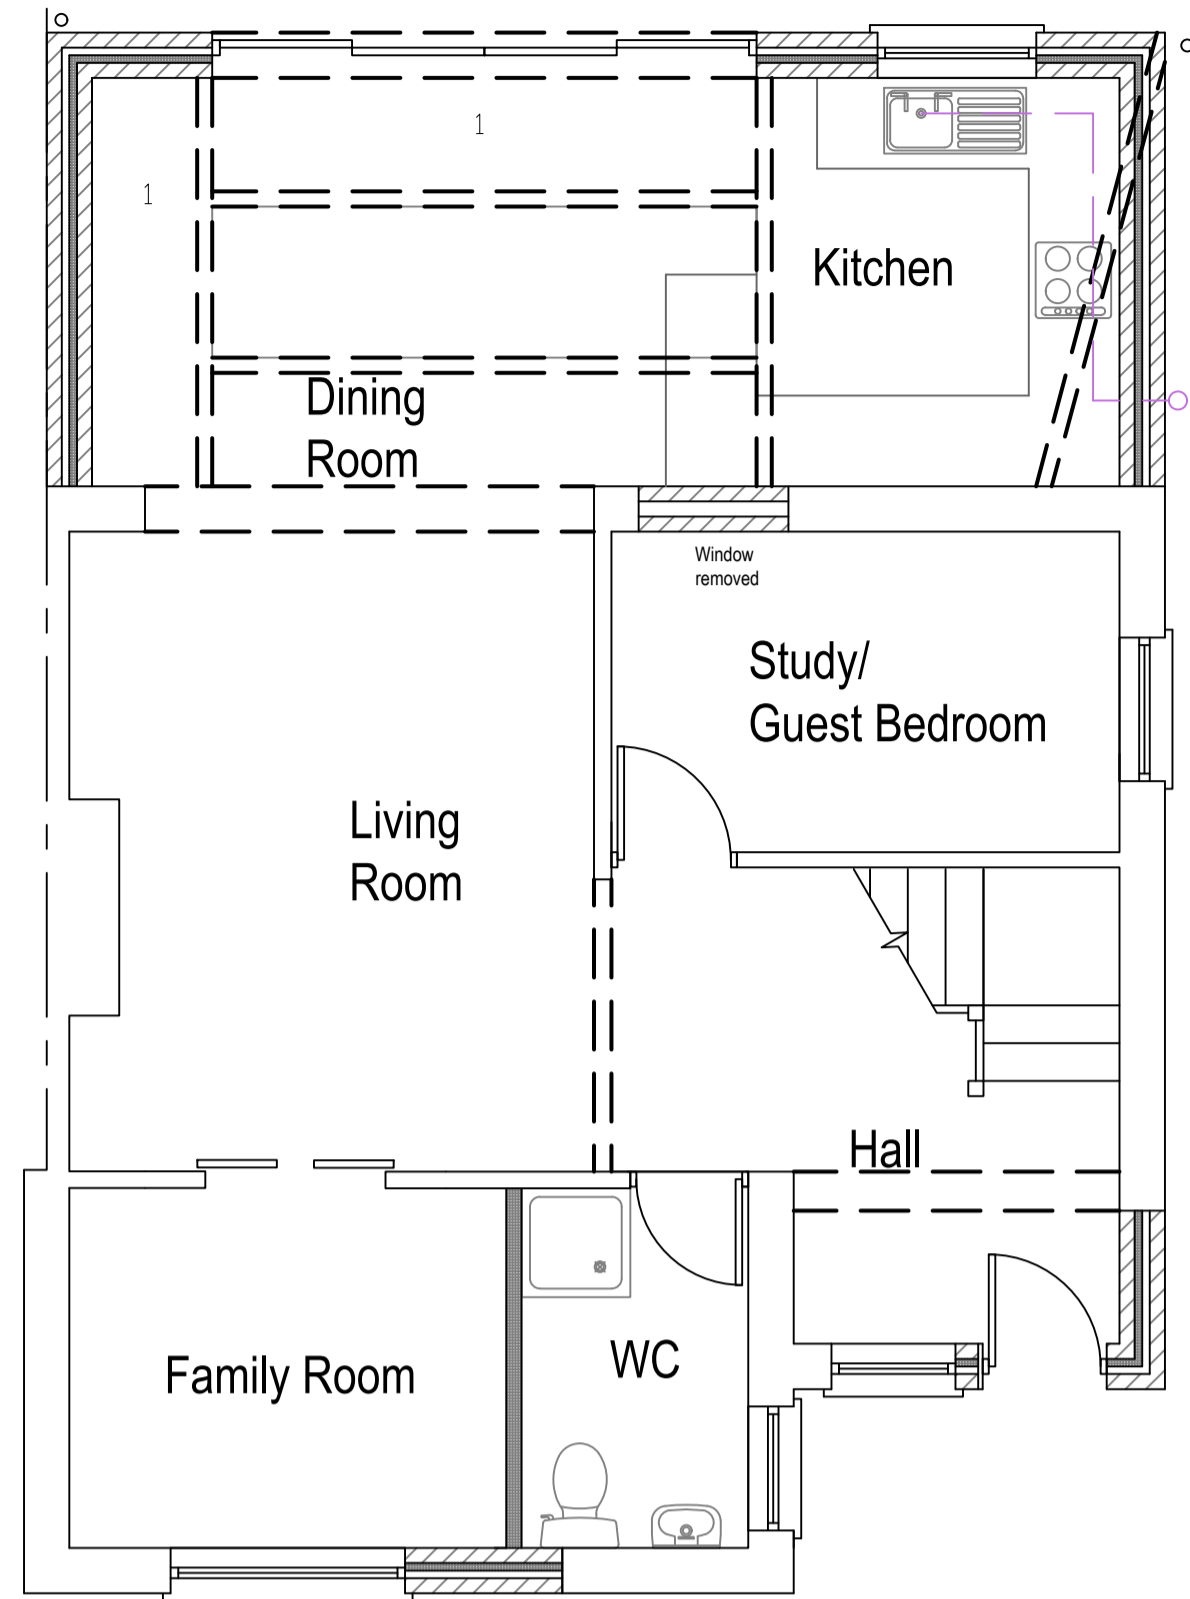 1
1
Kitchen
Dining
Room
Window
removed
Study/
Guest Bedroom
Living
Room
Hall
Family Room
WC